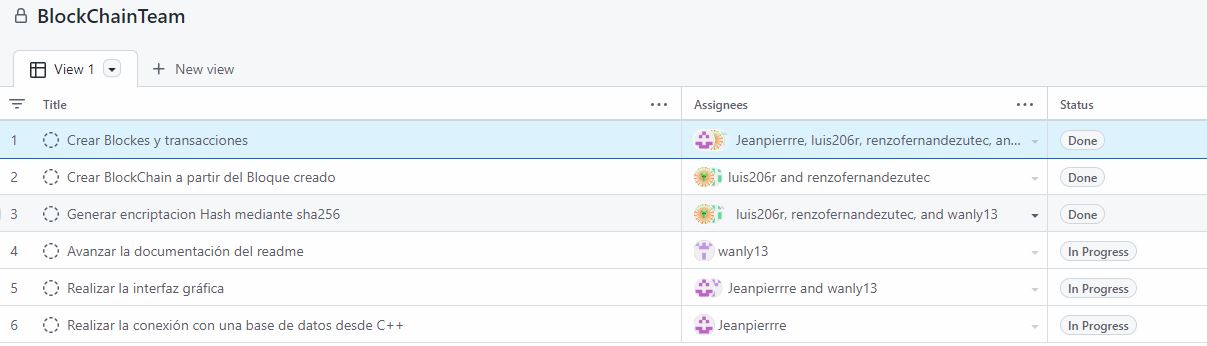 BlockChainTeam
View 1 New view
Title Assignees Status
1 Crear Blockes y transacciones Jeanpierrre, luis206r, renzofernandezutec, an... Done
2 Crear BlockChain a partir del Bloque creado luis206r and renzofernandezutec Done
3 Generar encriptacion Hash mediante sha256 luis206r, renzofernandezutec, and wanly13 Done
4 Avanzar la documentación del readme wanly13 In Progress
5 Realizar la interfaz gráfica Jeanpierrre and wanly13 In Progress
6 Realizar la conexión con una base de datos desde C++ Jeanpierrre In Progress